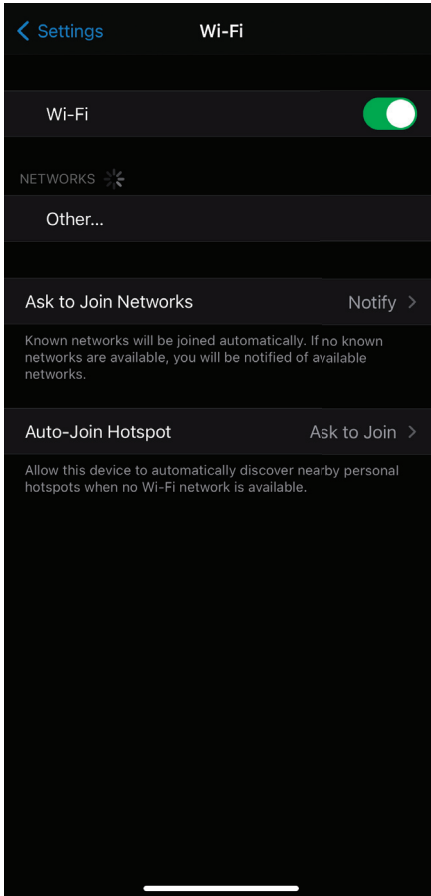 Settings
Wi-Fi
Wi-Fi
NETWORKS
Other...
Ask to Join Networks
Notify
Known networks will be joined automatically. If no known
networks are available, you will be notified of available
networks.
Auto-Join Hotspot
Ask to Join
Allow this device to automatically discover nearby personal
hotspots when no Wi-Fi network is available.